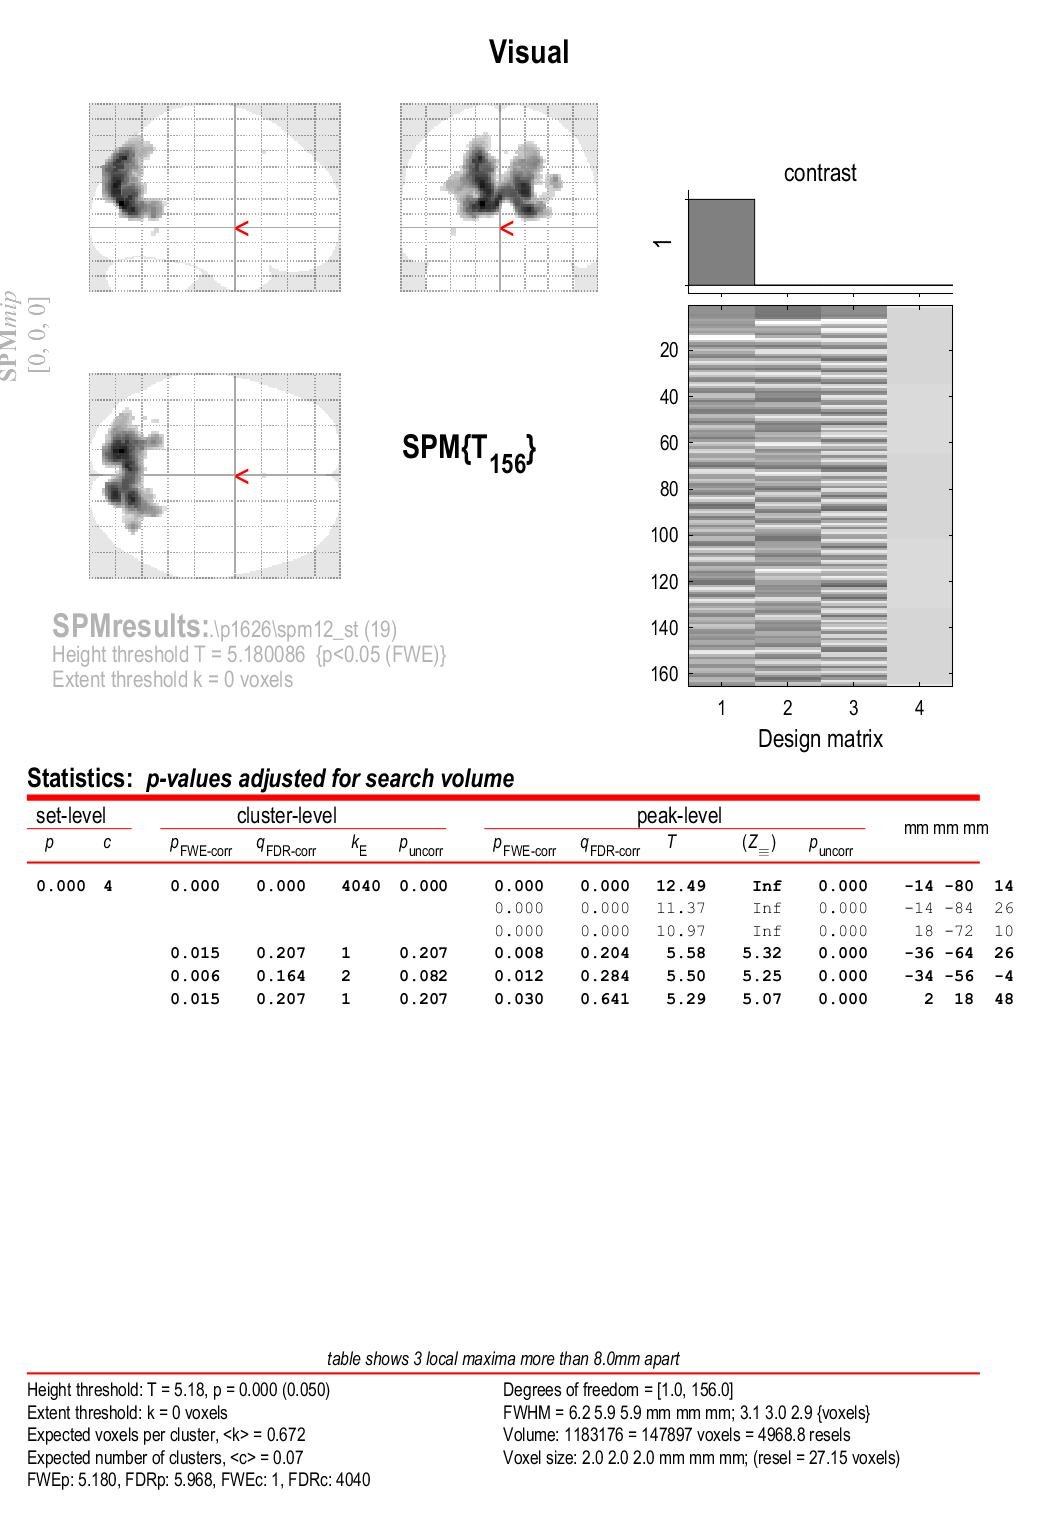 Visual
<
<
SPMmip
[0, 0, 0]
<
SPM{T156}
contrast
1
20
40
60
80
100
120
140
160
1 2 3 4
Design matrix
SPMresults:.\p1626\spm12_st (19)
Height threshold T = 5.180086 {p<0.05 (FWE)}
Extent threshold k = 0 voxels
Statistics: p-values adjusted for search volume
set-level cluster-level peak-level mm mm mm
p c pFWE-corr qFDR-corr kE puncorr pFWE-corr qFDR-corr T (Z≡) puncorr
0.000 4 0.000 0.000 4040 0.000 0.000 0.000 12.49 Inf 0.000 -14 -80 14
0.000 0.000 11.37 Inf 0.000 -14 -84 26
0.000 0.000 10.97 Inf 0.000 18 -72 10
0.015 0.207 1 0.207 0.008 0.204 5.58 5.32 0.000 -36 -64 26
0.006 0.164 2 0.082 0.012 0.284 5.50 5.25 0.000 -34 -56 -4
0.015 0.207 1 0.207 0.030 0.641 5.29 5.07 0.000 2 18 48
table shows 3 local maxima more than 8.0mm apart
Height threshold: T = 5.18, p = 0.000 (0.050)
Extent threshold: k = 0 voxels
Expected voxels per cluster, <k> = 0.672
Expected number of clusters, <c> = 0.07
FWEp: 5.180, FDRp: 5.968, FWEc: 1, FDRc: 4040
Degrees of freedom = [1.0, 156.0]
FWHM = 6.2 5.9 5.9 mm mm mm; 3.1 3.0 2.9 {voxels}
Volume: 1183176 = 147897 voxels = 4968.8 resels
Voxel size: 2.0 2.0 2.0 mm mm mm; (resel = 27.15 voxels)